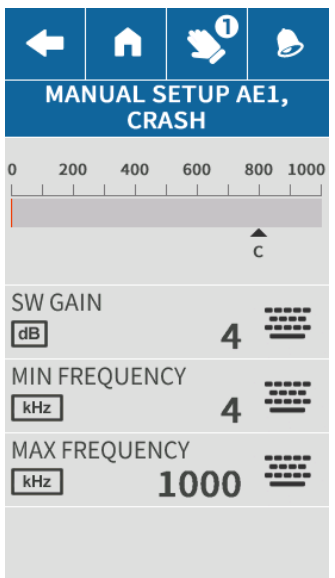 1
MANUAL SETUP AE1,
CRASH
0 200 400 600 800 1000
C
SW GAIN
dB 4
MIN FREQUENCY
kHz 4
MAX FREQUENCY
kHz 1000